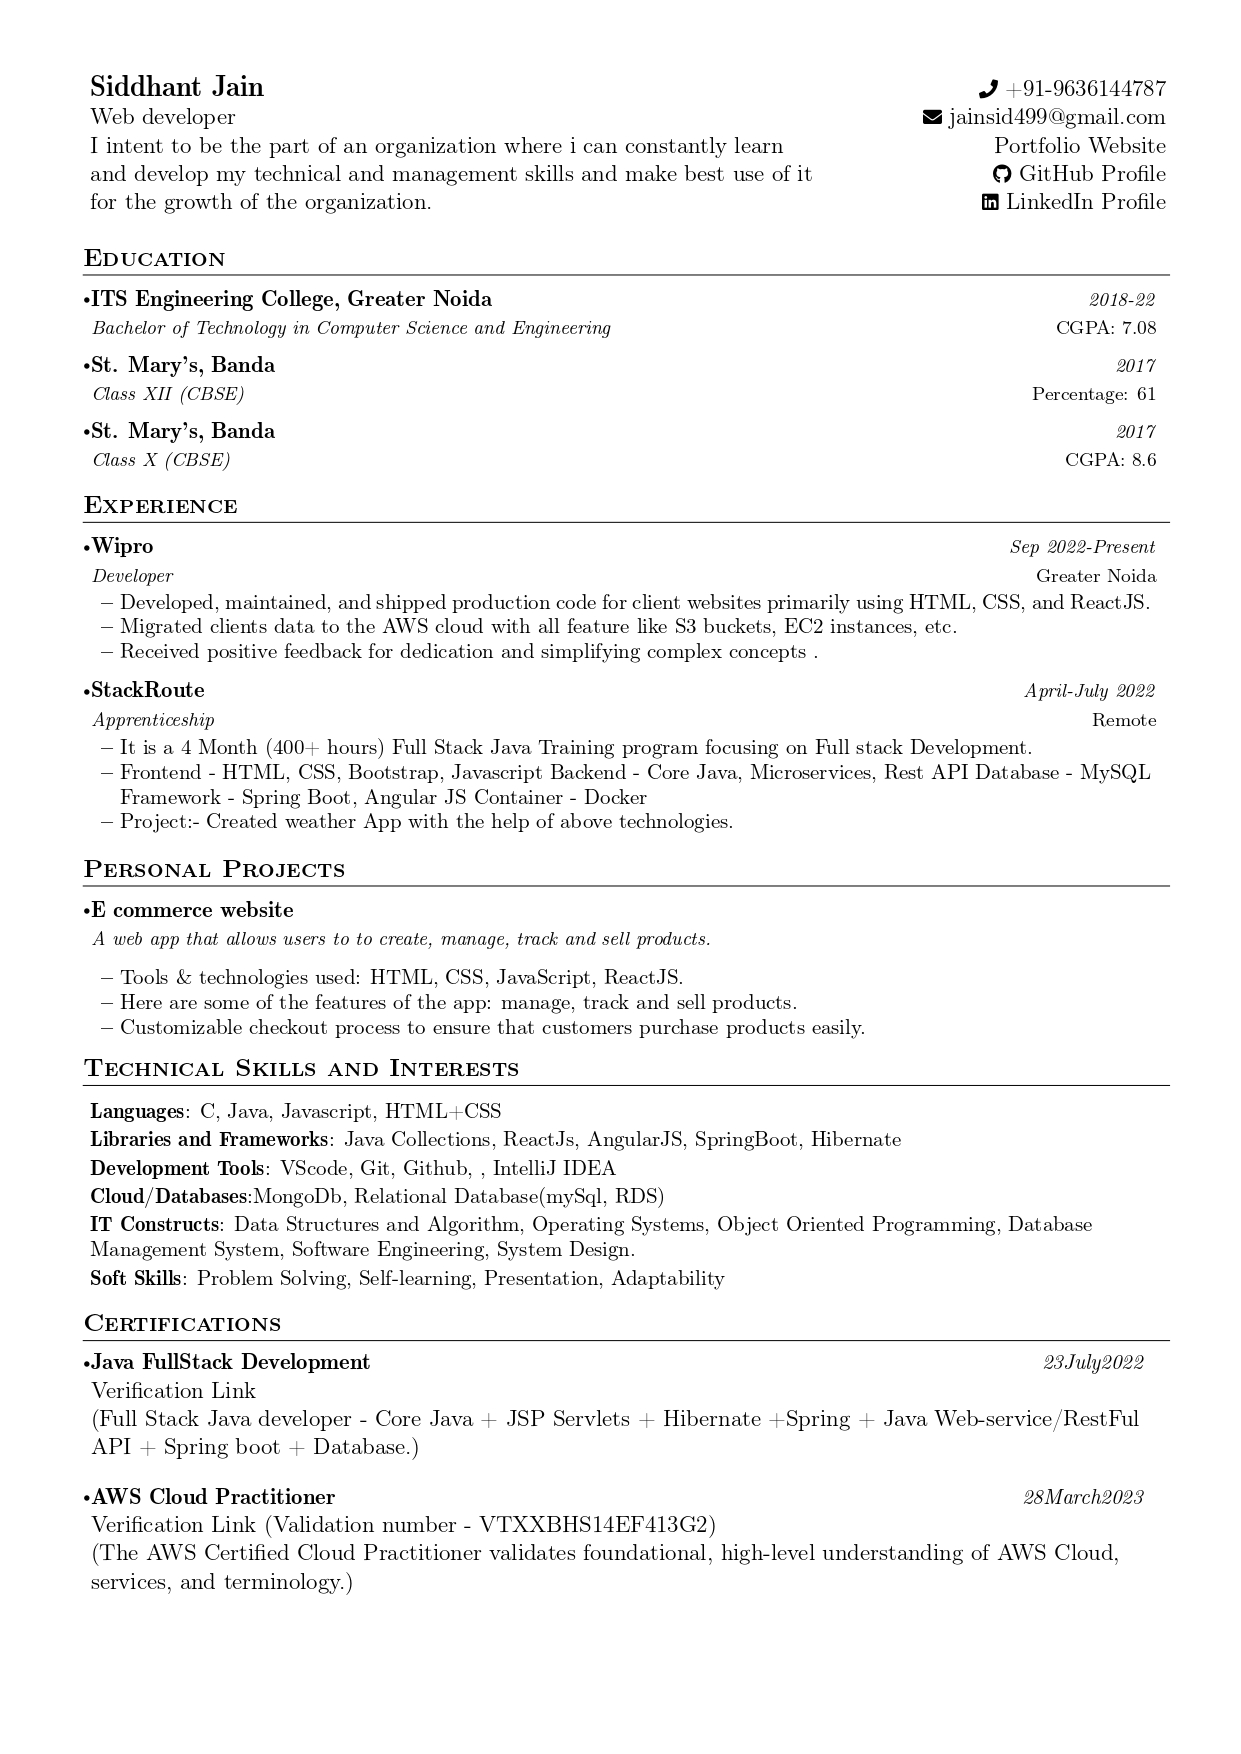 Siddhant Jain
+91-9636144787
Web developer
jainsid499@gmail.com
I intent to be the part of an organization where i can constantly learn
Portfolio Website
and develop my technical and management skills and make best use of it
GitHub Profile
for the growth of the organization.
LinkedIn Profile
Education
•ITS Engineering College, Greater Noida 2018-22
Bachelor of Technology in Computer Science and Engineering CGPA: 7.08
•St. Mary's, Banda 2017
Class XII (CBSE) Percentage: 61
•St. Mary's, Banda 2017
Class X (CBSE) CGPA: 8.6
Experience
•Wipro Sep 2022-Present
Developer Greater Noida
– Developed, maintained, and shipped production code for client websites primarily using HTML, CSS, and ReactJS.
– Migrated clients data to the AWS cloud with all feature like S3 buckets, EC2 instances, etc.
– Received positive feedback for dedication and simplifying complex concepts .
•StackRoute April-July 2022
Apprenticeship Remote
– It is a 4 Month (400+ hours) Full Stack Java Training program focusing on Full stack Development.
– Frontend - HTML, CSS, Bootstrap, Javascript Backend - Core Java, Microservices, Rest API Database - MySQL
Framework - Spring Boot, Angular JS Container - Docker
– Project:- Created weather App with the help of above technologies.
Personal Projects
•E commerce website
A web app that allows users to to create, manage, track and sell products.
– Tools & technologies used: HTML, CSS, JavaScript, ReactJS.
– Here are some of the features of the app: manage, track and sell products.
– Customizable checkout process to ensure that customers purchase products easily.
Technical Skills and Interests
Languages: C, Java, Javascript, HTML+CSS
Libraries and Frameworks: Java Collections, ReactJs, AngularJS, SpringBoot, Hibernate
Development Tools: VScode, Git, Github, , IntelliJ IDEA
Cloud/Databases:MongoDb, Relational Database(mySql, RDS)
IT Constructs: Data Structures and Algorithm, Operating Systems, Object Oriented Programming, Database
Management System, Software Engineering, System Design.
Soft Skills: Problem Solving, Self-learning, Presentation, Adaptability
Certifications
•Java FullStack Development 23July2022
Verification Link
(Full Stack Java developer - Core Java + JSP Servlets + Hibernate +Spring + Java Web-service/RestFul
API + Spring boot + Database.)
•AWS Cloud Practitioner 28March2023
Verification Link (Validation number - VTXXBHS14EF413G2)
(The AWS Certified Cloud Practitioner validates foundational, high-level understanding of AWS Cloud,
services, and terminology.)